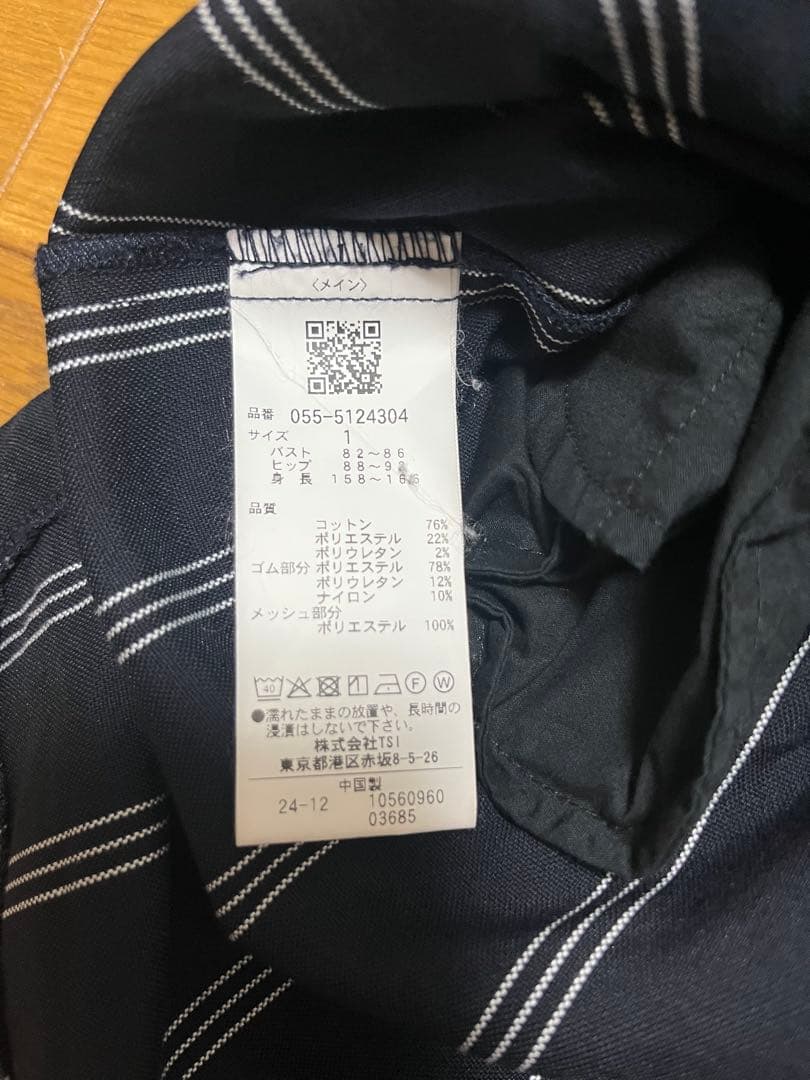 〈メイン〉
品番 055-5124304
サイズ 1
バスト 82～86
ヒップ 88～92
身長 158～166
品質
コットン 76%
ポリエステル 22%
ポリウレタン 2%
ゴム部分 ポリエステル 78%
ポリウレタン 12%
ナイロン 10%
メッシュ部分
ポリエステル 100%
40 F W
●濡れたままの放置や、長時間の
浸漬はしないで下さい。
株式会社TSI
東京都港区赤坂8-5-26
中国製
24-12 10560960
03685